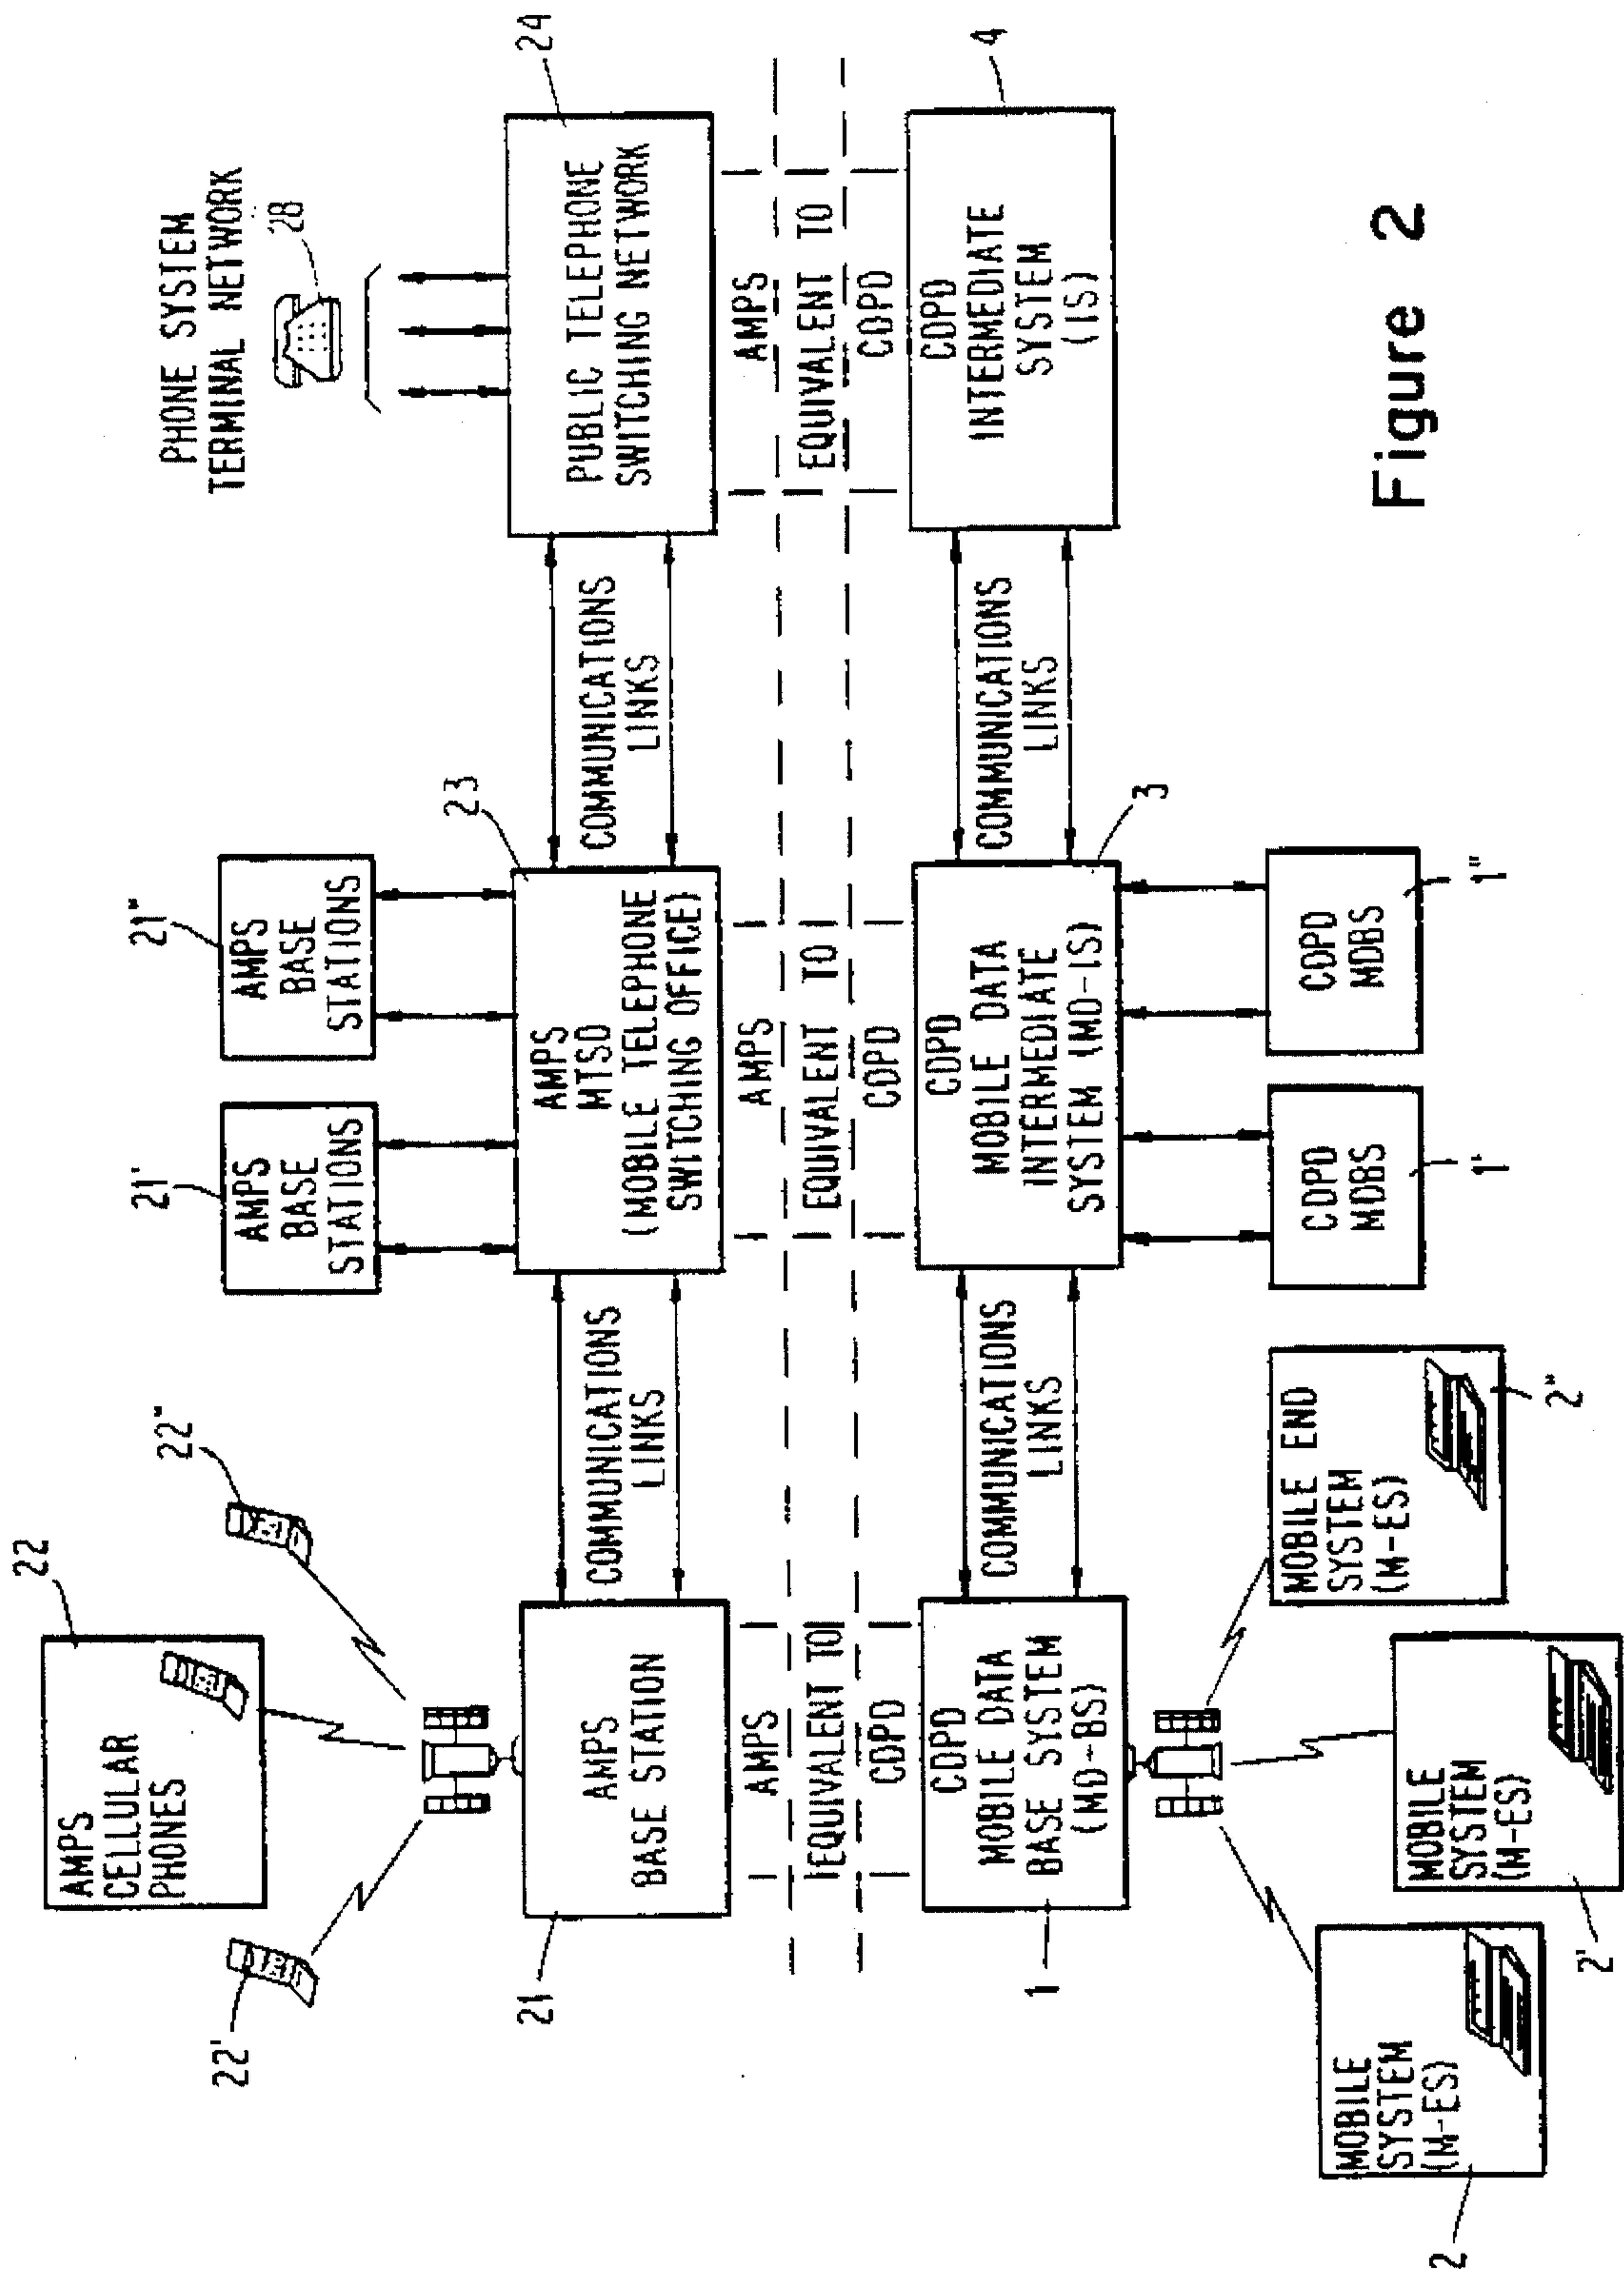 22
22"
22'
AMPS
CELLULAR
PHONES
21'
AMPS
BASE
STATIONS
21"
AMPS
BASE
STATIONS
PHONE SYSTEM
TERMINAL NETWORK
28
21
AMPS
BASE STATION
COMMUNICATIONS
LINKS
23
AMPS
MTSO
(MOBILE TELEPHONE
SWITCHING OFFICE)
COMMUNICATIONS
LINKS
24
PUBLIC TELEPHONE
SWITCHING NETWORK
AMPS
EQUIVALENT TO
CDPD
AMPS
EQUIVALENT TO
CDPD
AMPS
EQUIVALENT TO
CDPD
1
CDPD
MOBILE DATA
BASE SYSTEM
(MD-BS)
COMMUNICATIONS
LINKS
3
CDPD
MOBILE DATA
INTERMEDIATE
SYSTEM (MD-IS)
COMMUNICATIONS
LINKS
4
CDPD
INTERMEDIATE
SYSTEM
(IS)
2
MOBILE
SYSTEM
(M-ES)
2'
MOBILE
SYSTEM
(M-ES)
2"
MOBILE END
SYSTEM
(M-ES)
1'
CDPD
MDBS
1"
CDPD
MDBS
Figure 2